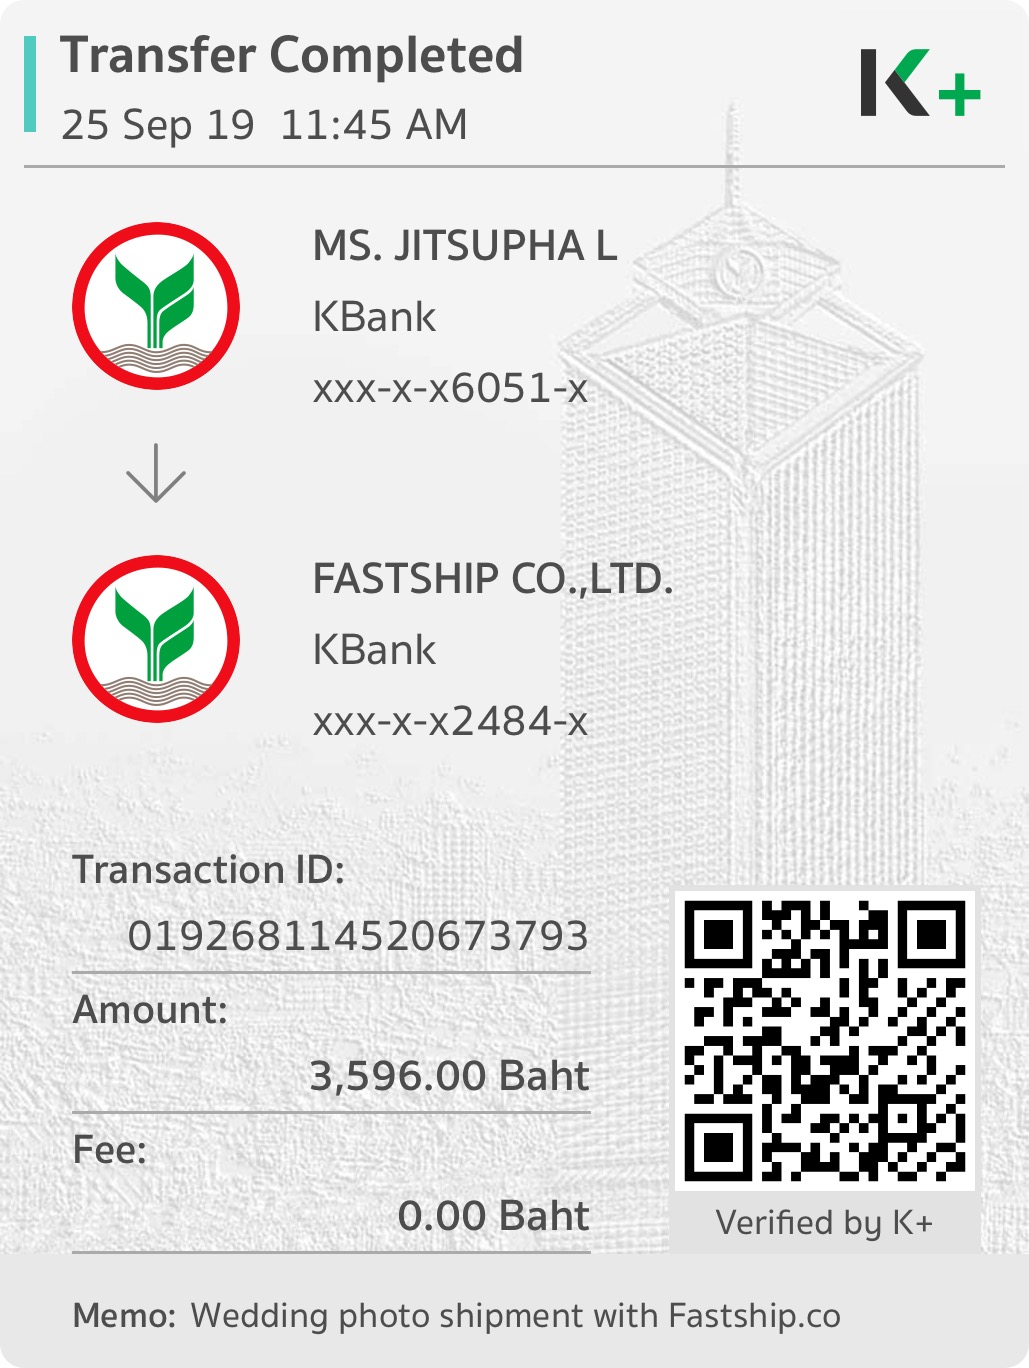 Transfer Completed
25 Sep 19 11:45 AM
K+
MS. JITSUPHA L
KBank
xxx-x-x6051-x
FASTSHIP CO.,LTD.
KBank
xxx-x-x2484-x
Transaction ID:
019268114520673793
Amount:
3,596.00 Baht
Fee:
0.00 Baht
Verified by K+
Memo: Wedding photo shipment with Fastship.co